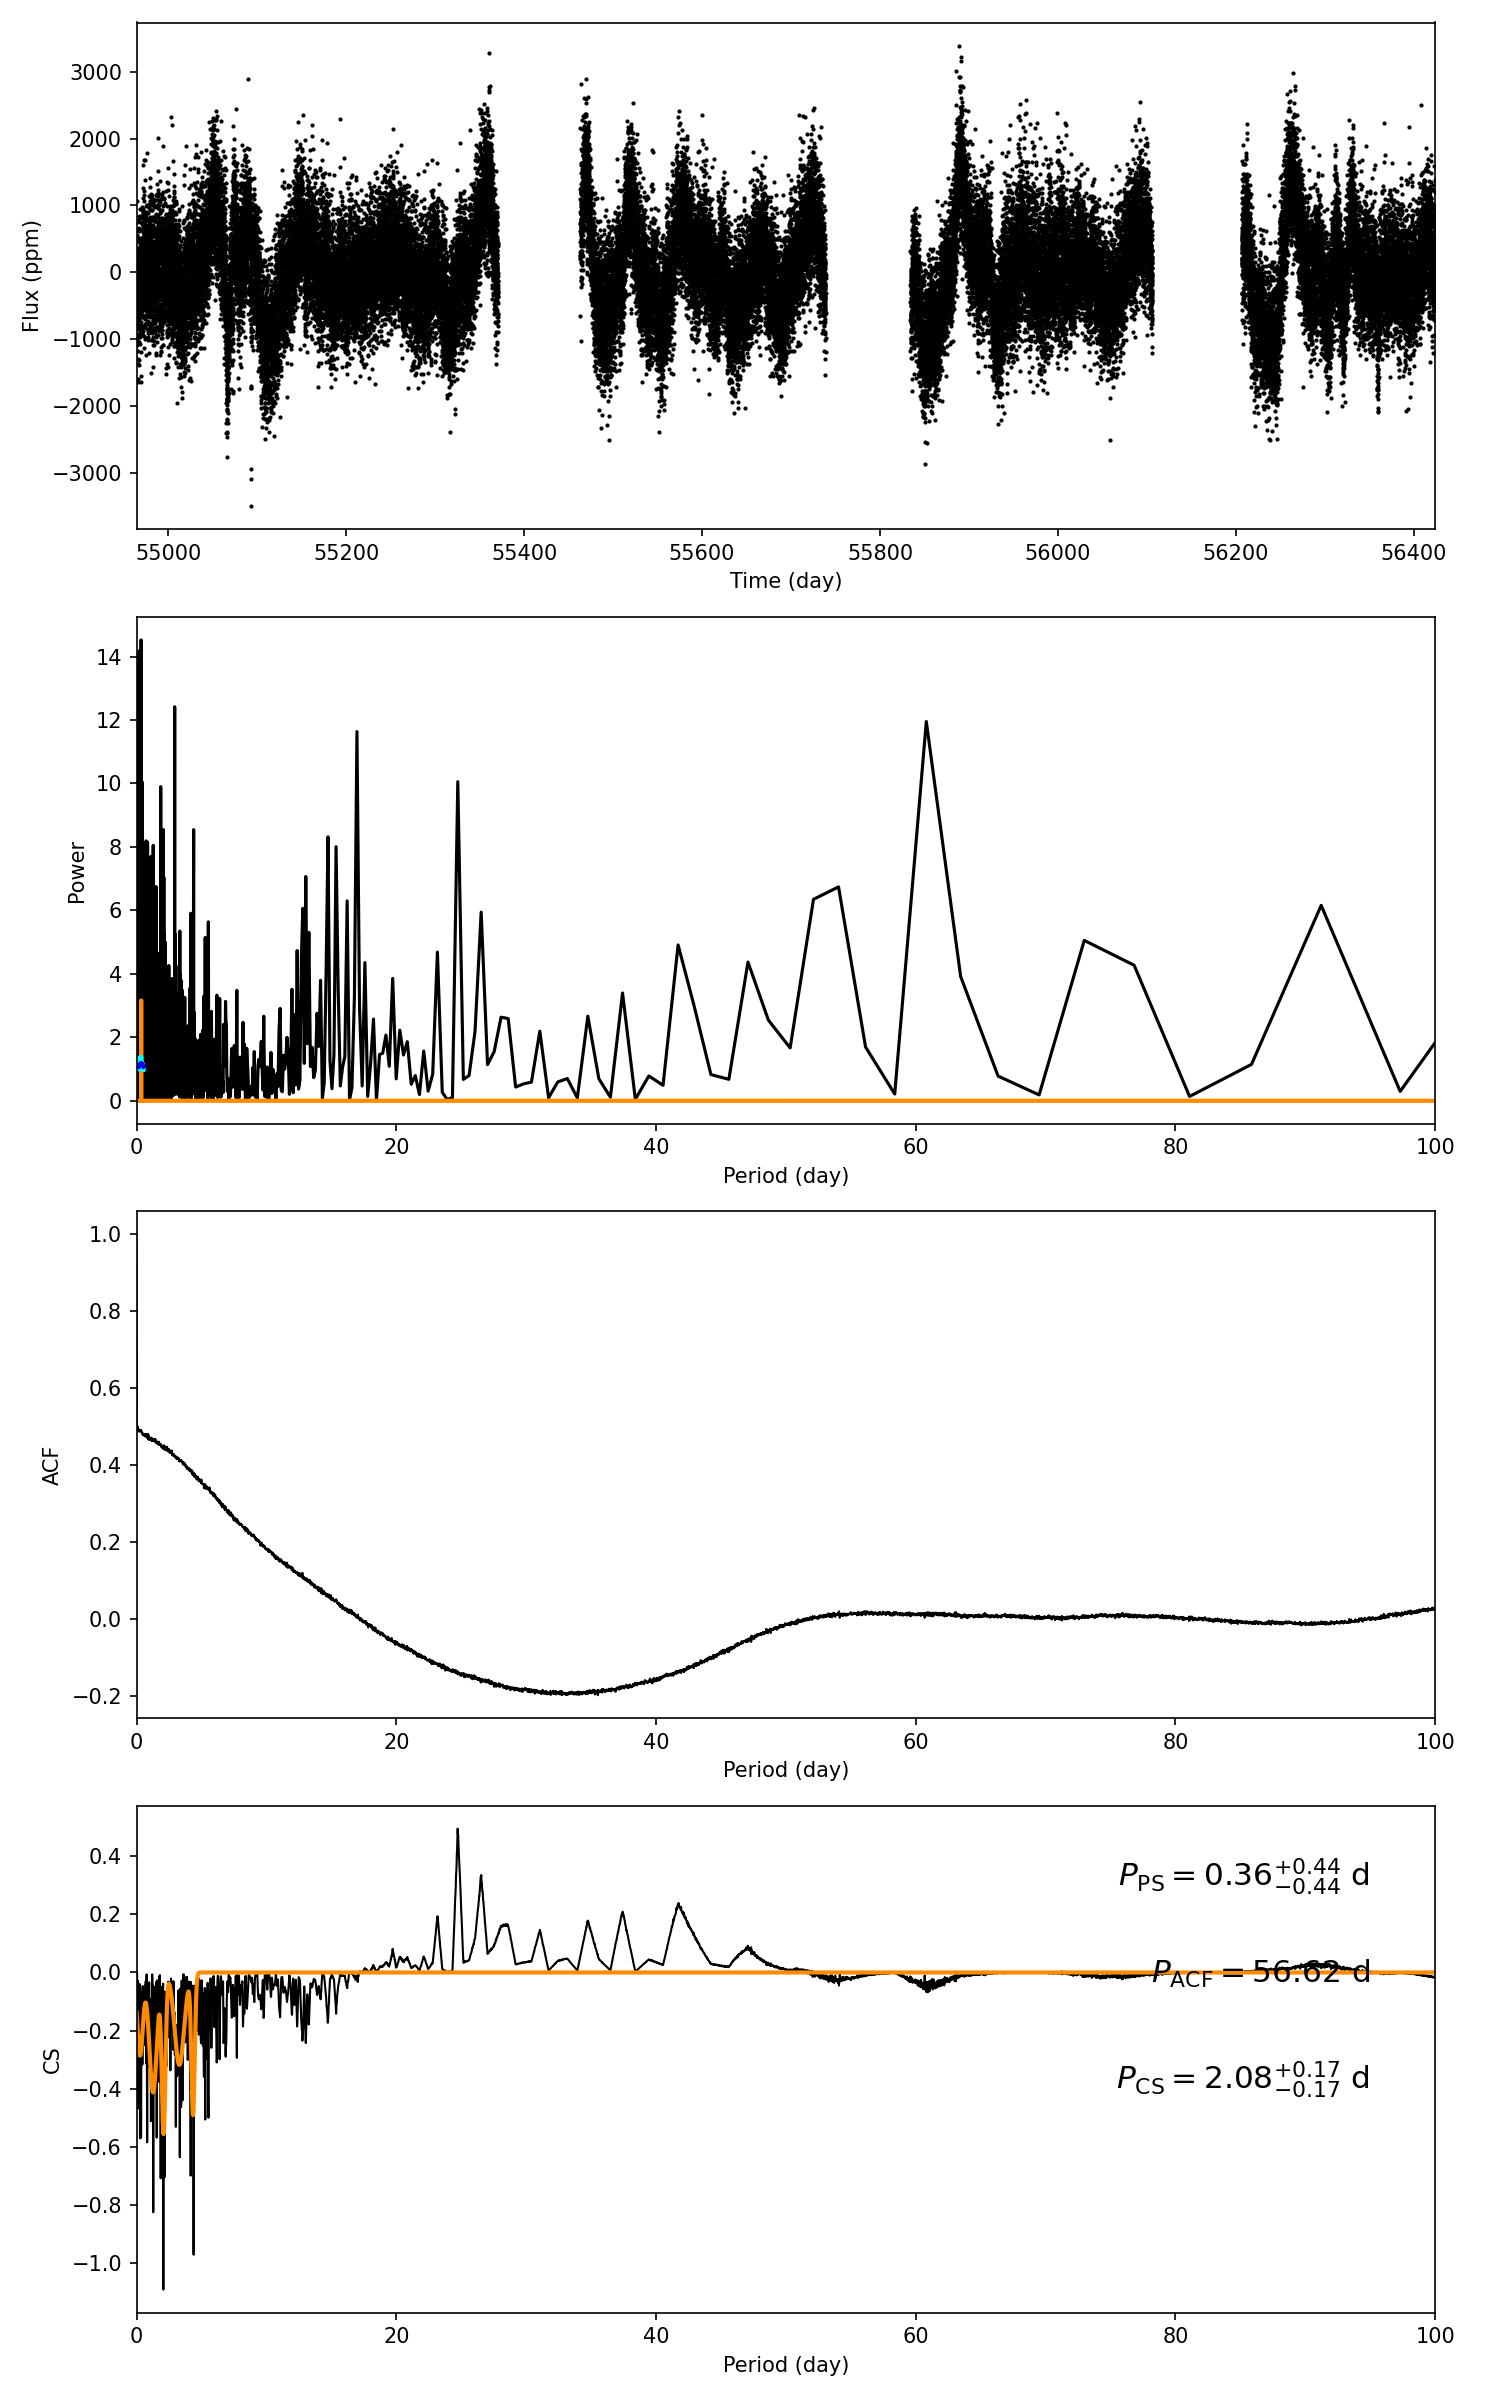 3000
2000
1000
0
−1000
−2000
−3000
Flux (ppm)
55000 55200 55400 55600 55800 56000 56200 56400
Time (day)
14
12
10
8
6
4
2
0
Power
0 20 40 60 80 100
Period (day)
1.0
0.8
0.6
0.4
0.2
0.0
−0.2
ACF
0 20 40 60 80 100
Period (day)
0.4
0.2
0.0
−0.2
−0.4
−0.6
−0.8
−1.0
CS
P_PS = 0.36 +0.44 −0.44 d
P_ACF = 56.62 d
P_CS = 2.08 +0.17 −0.17 d
0 20 40 60 80 100
Period (day)